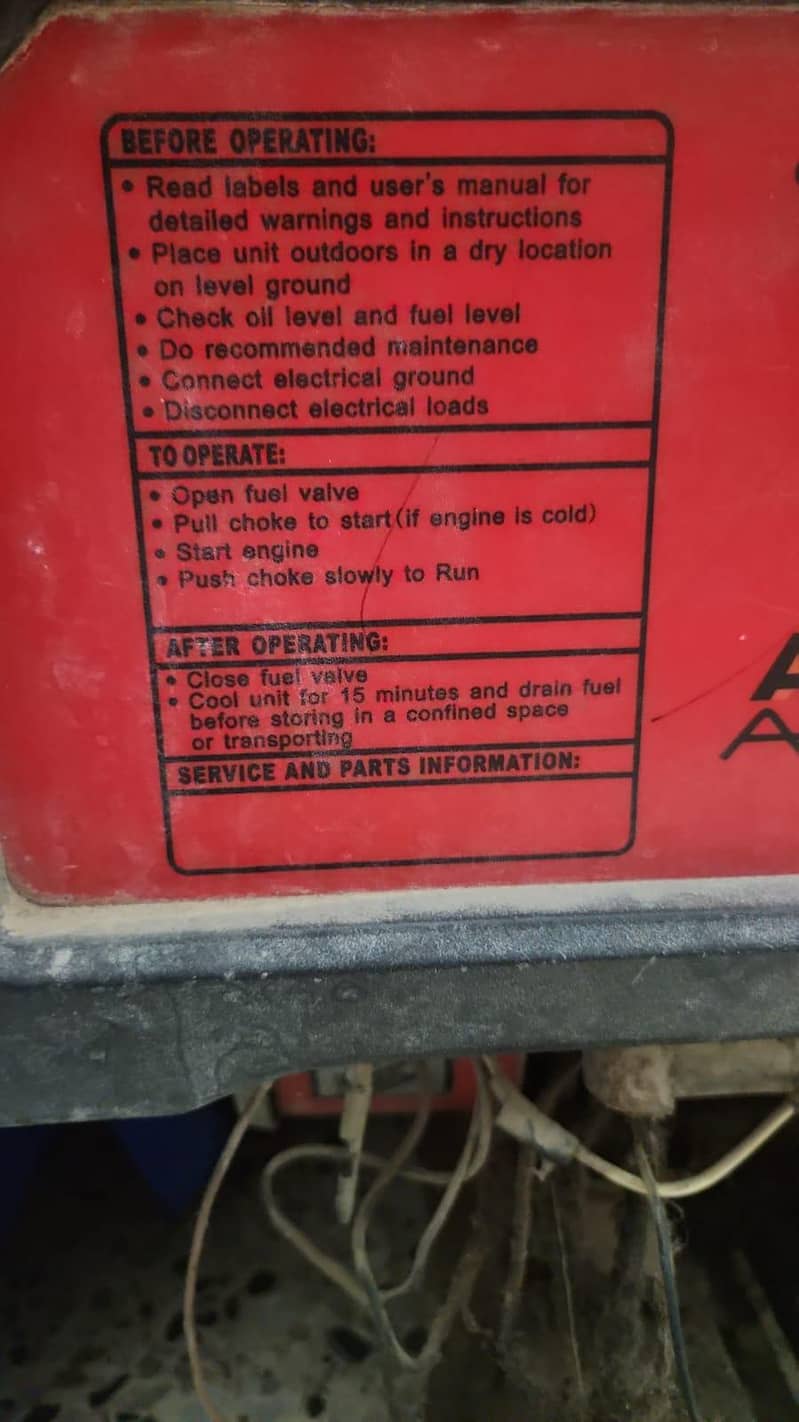 BEFORE OPERATING:
• Read labels and user's manual for
detailed warnings and instructions
• Place unit outdoors in a dry location
on level ground
• Check oil level and fuel level
• Do recommended maintenance
• Connect electrical ground
• Disconnect electrical loads
TO OPERATE:
• Open fuel valve
• Pull choke to start(if engine is cold)
• Start engine
• Push choke slowly to Run
AFTER OPERATING:
• Close fuel valve
• Cool unit for 15 minutes and drain fuel
before storing in a confined space
or transporting
SERVICE AND PARTS INFORMATION: